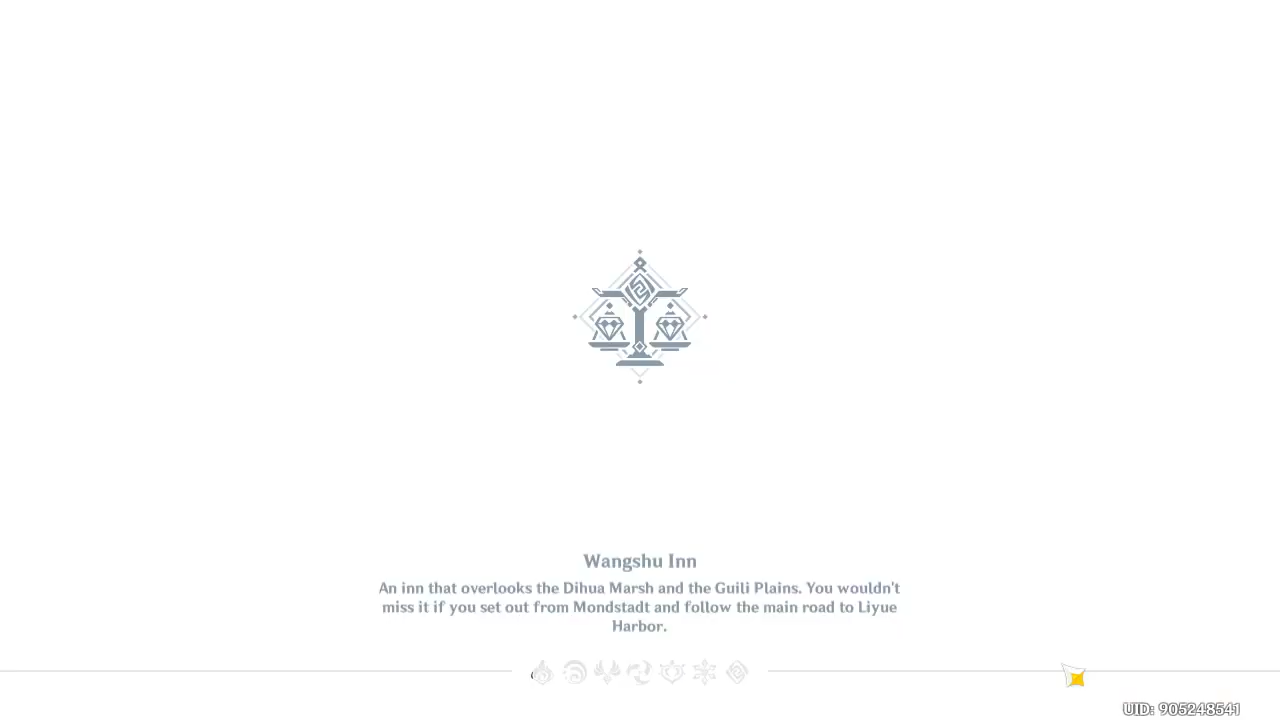 Wangshu Inn
An inn that overlooks the Dihua Marsh and the Guili Plains. You wouldn't
miss it if you set out from Mondstadt and follow the main road to Liyue
Harbor.
UID: 905248541